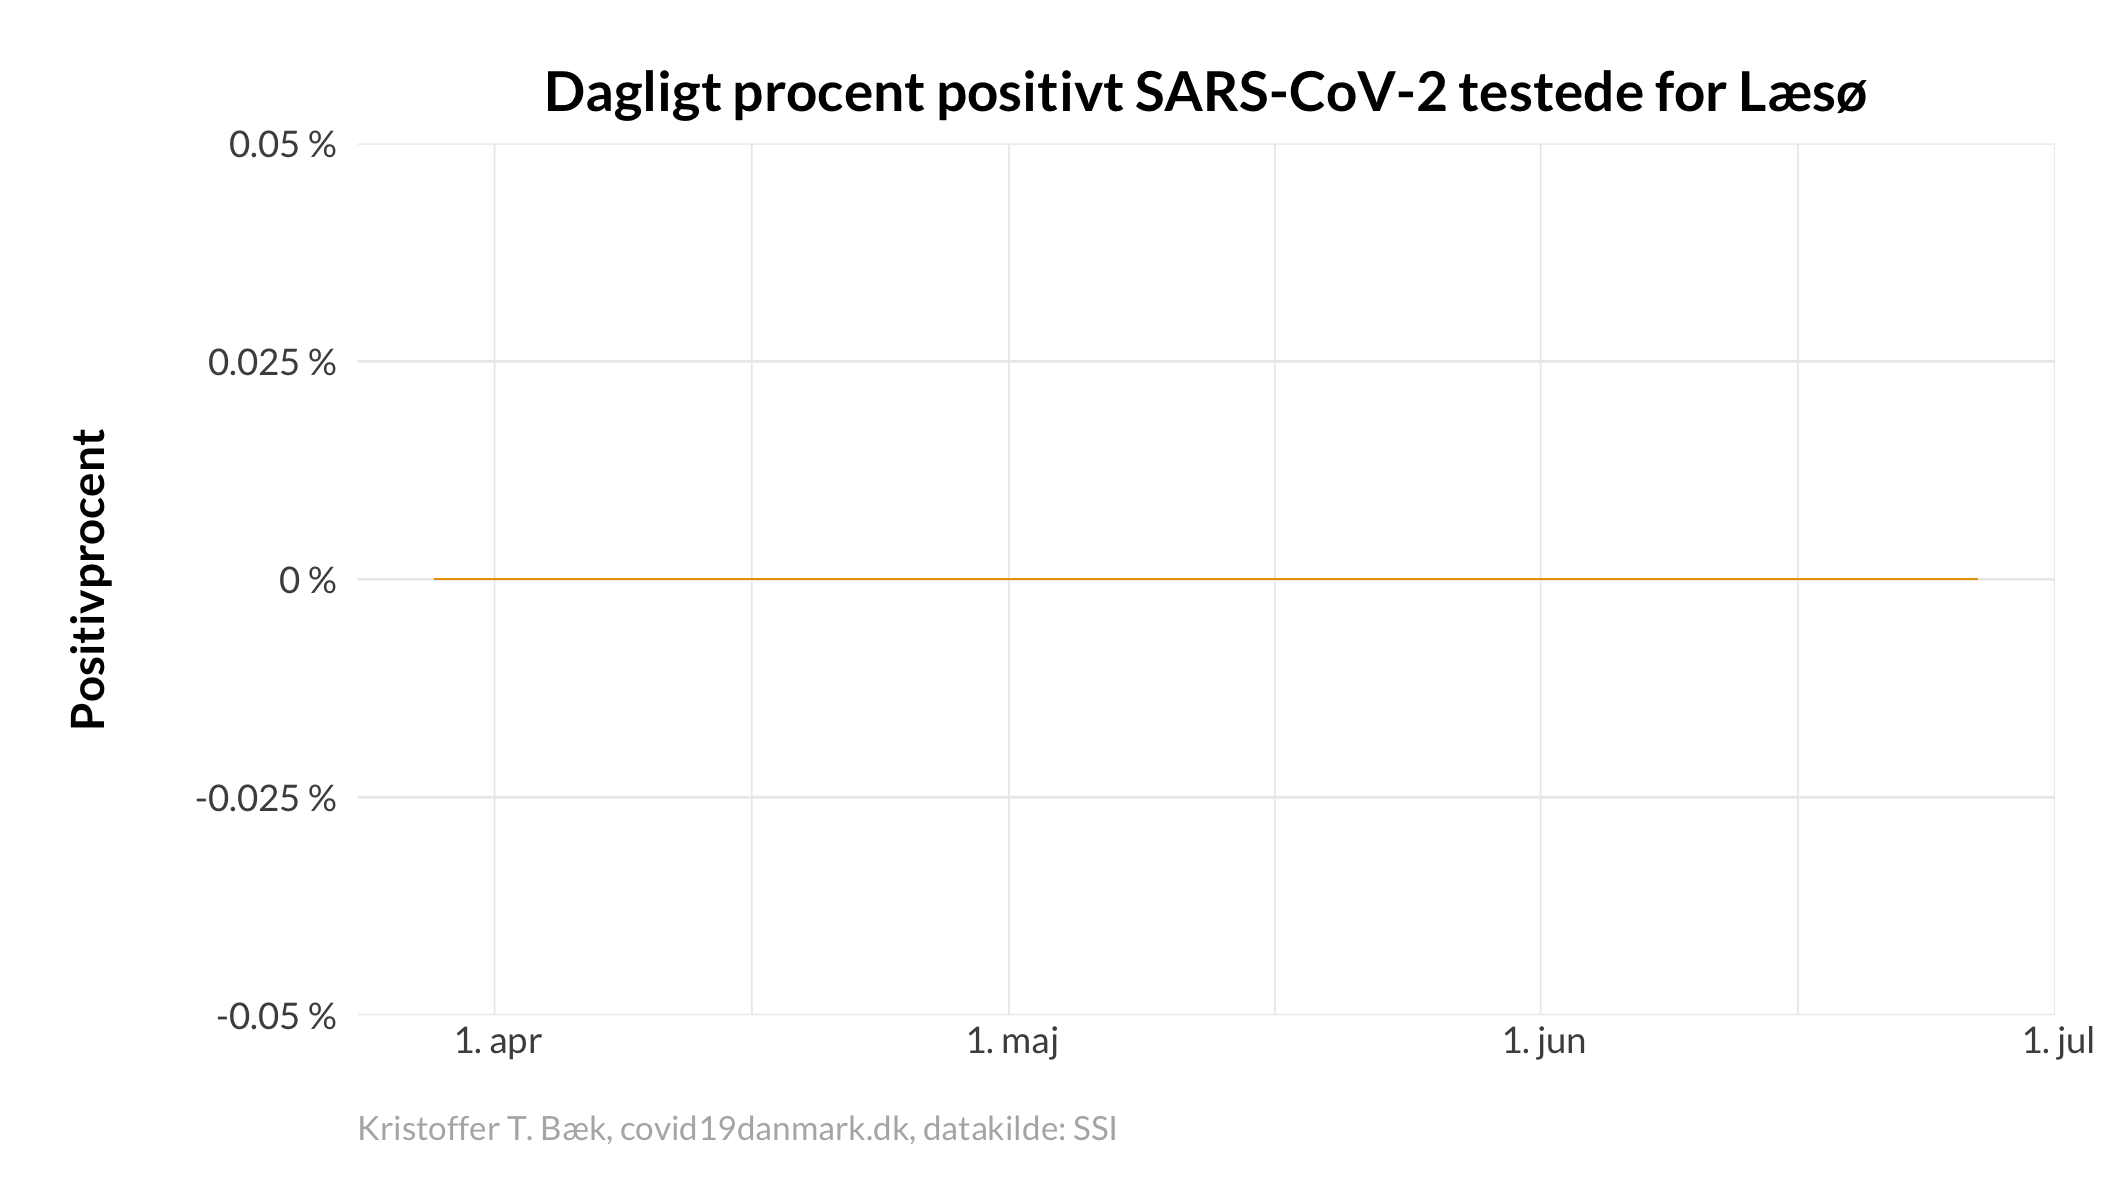 Dagligt procent positivt SARS-CoV-2 testede for Læsø
0.05 %
0.025 %
0 %
-0.025 %
-0.05 %
Positivprocent
1. apr
1. maj
1. jun
1. jul
Kristoffer T. Bæk, covid19danmark.dk, datakilde: SSI